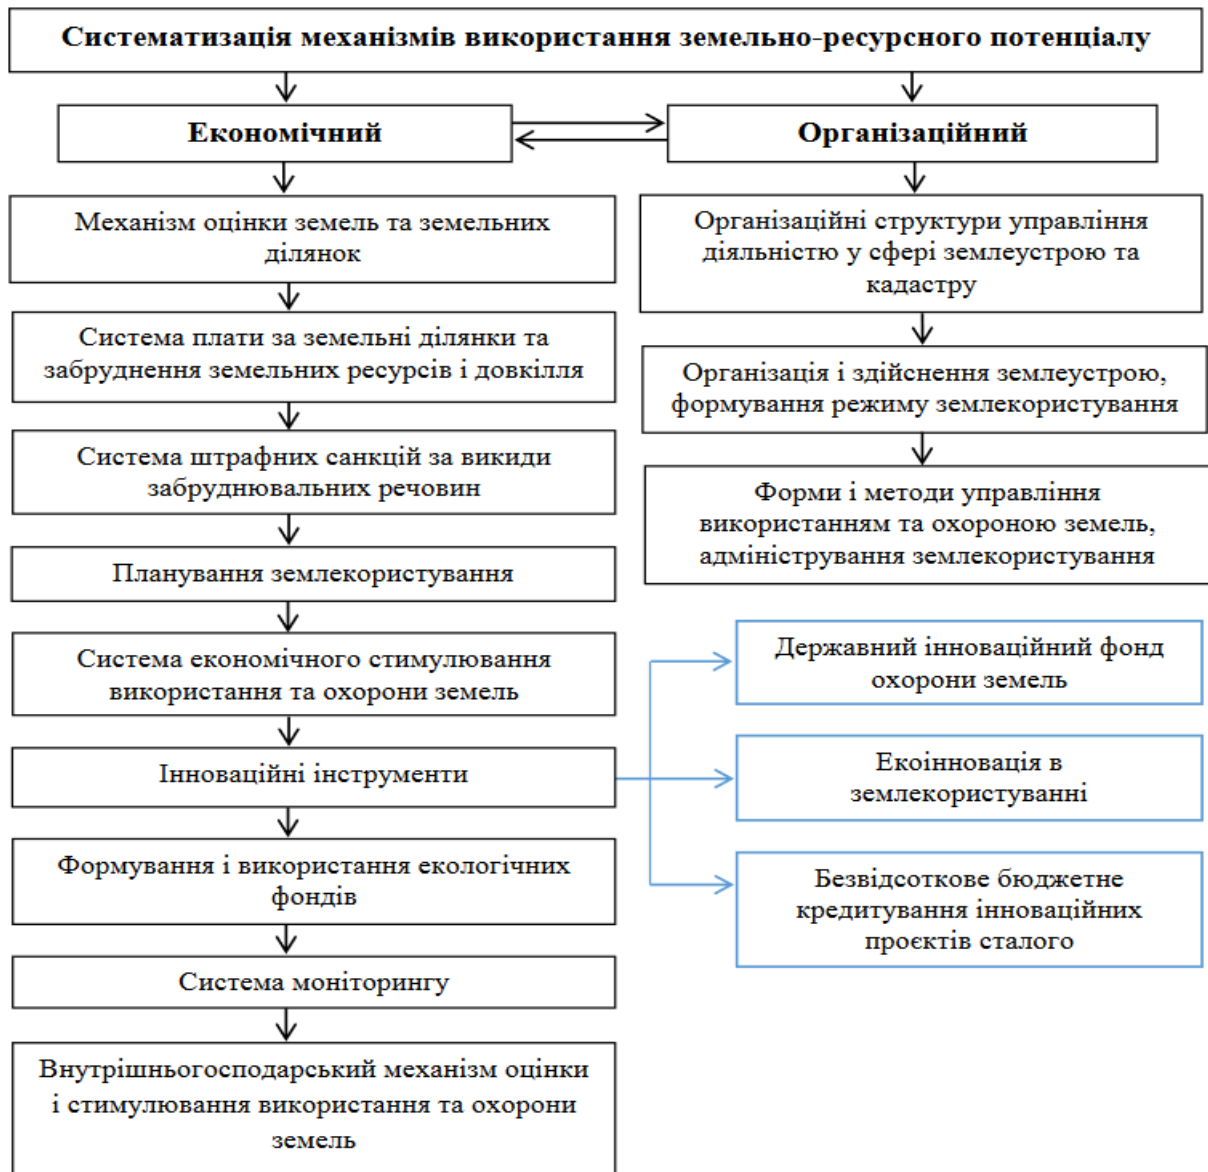 Систематизація механізмів використання земельно-ресурсного потенціалу
Економічний
Організаційний
Механізм оцінки земель та земельних
ділянок
Система плати за земельні ділянки та
забруднення земельних ресурсів і довкілля
Система штрафних санкцій за викиди
забруднювальних речовин
Планування землекористування
Система економічного стимулювання
використання та охорони земель
Інноваційні інструменти
Формування і використання екологічних
фондів
Система моніторингу
Внутрішньогосподарський механізм оцінки
і стимулювання використання та охорони
земель
Організаційні структури управління
діяльністю у сфері землеустрою та
кадастру
Організація і здійснення землеустрою,
формування режиму землекористування
Форми і методи управління
використанням та охороною земель,
адміністрування землекористування
Державний інноваційний фонд
охорони земель
Екоінновація в
землекористуванні
Безвідсоткове бюджетне
кредитування інноваційних
проєктів сталого